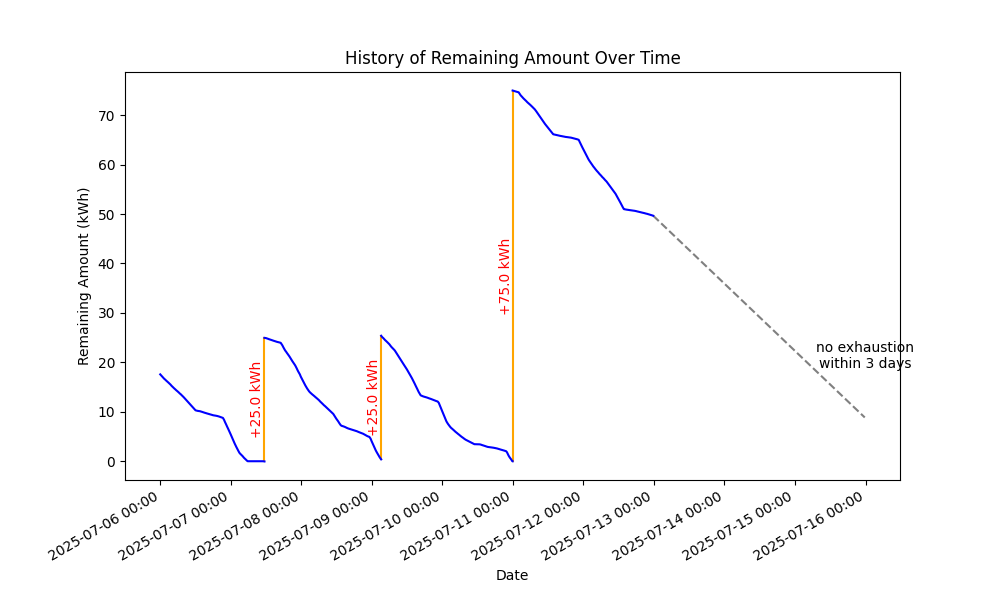 History of Remaining Amount Over Time
Remaining Amount (kWh)
70
60
50
40
30
20
10
0
+25.0 kWh
+25.0 kWh
+75.0 kWh
no exhaustion
within 3 days
2025-07-06 00:00
2025-07-07 00:00
2025-07-08 00:00
2025-07-09 00:00
2025-07-10 00:00
2025-07-11 00:00
2025-07-12 00:00
2025-07-13 00:00
2025-07-14 00:00
2025-07-15 00:00
2025-07-16 00:00
Date